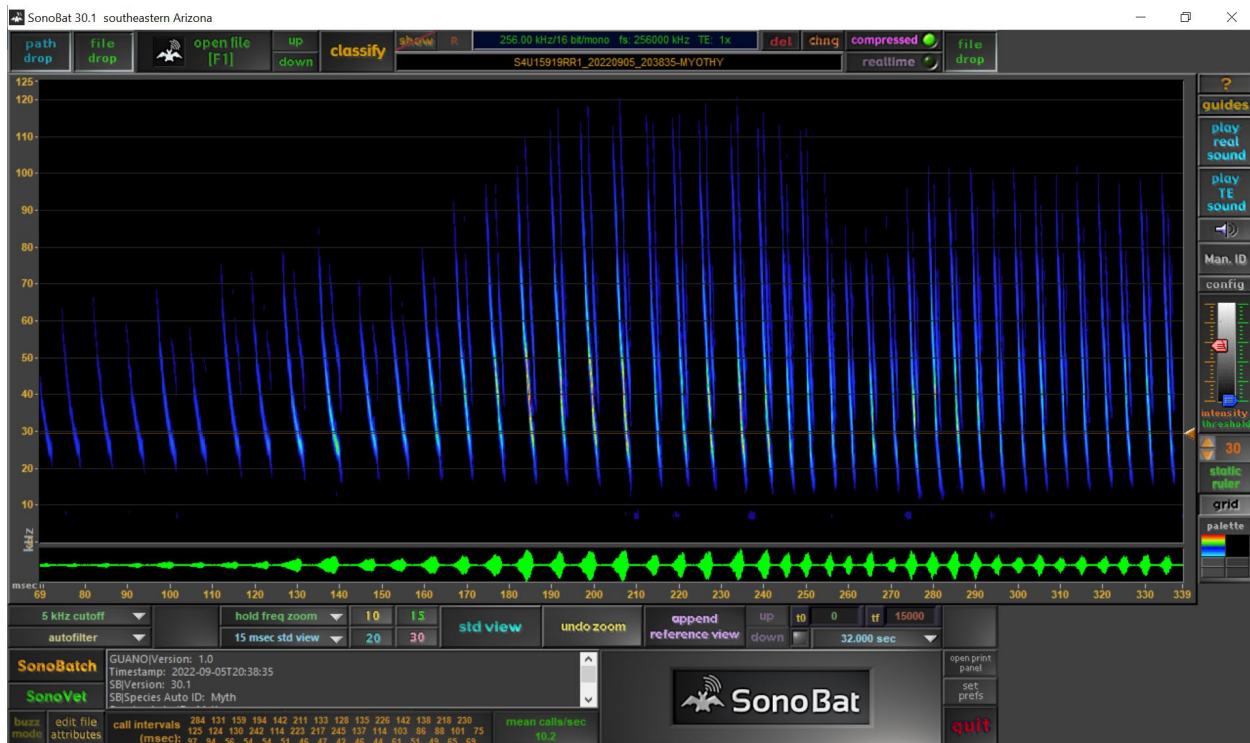 SonoBat 30.1 southeastern Arizona
path drop
file drop
open file [F1]
up
down
classify
show
R
256.00 kHz/16 bit/mono fs: 256000 kHz TE: 1x
del
chng
compressed
S4U15919RR1_20220905_203835-MYOTHY
realtime
file drop
125
120
110
100
90
80
70
60
50
40
30
20
10
kHz
msec
69 80 90 100 110 120 130 140 150 160 170 180 190 200 210 220 230 240 250 260 270 280 290 300 310 320 330 339
?
guides
play real sound
play TE sound
Man. ID
config
intensity
threshold
30
static ruler
grid
palette
5 kHz cutoff
autofilter
hold freq zoom
15 msec std view
10
15
20
30
std view
undo zoom
append reference view
up
down
t0
0
tf
15000
32.000 sec
SonoBatch
SonoVet
buzz mode
edit file attributes
GUANO|Version: 1.0
Timestamp: 2022-09-05T20:38:35
SB|Version: 30.1
SB|Species Auto ID: Myth
call intervals (msec):
284 131 159 194 142 211 133 128 135 226 142 138 218 230
125 124 130 242 114 223 217 245 137 114 103 86 88 101 75
mean calls/sec
10.2
SonoBat
open print panel
set prefs
quit